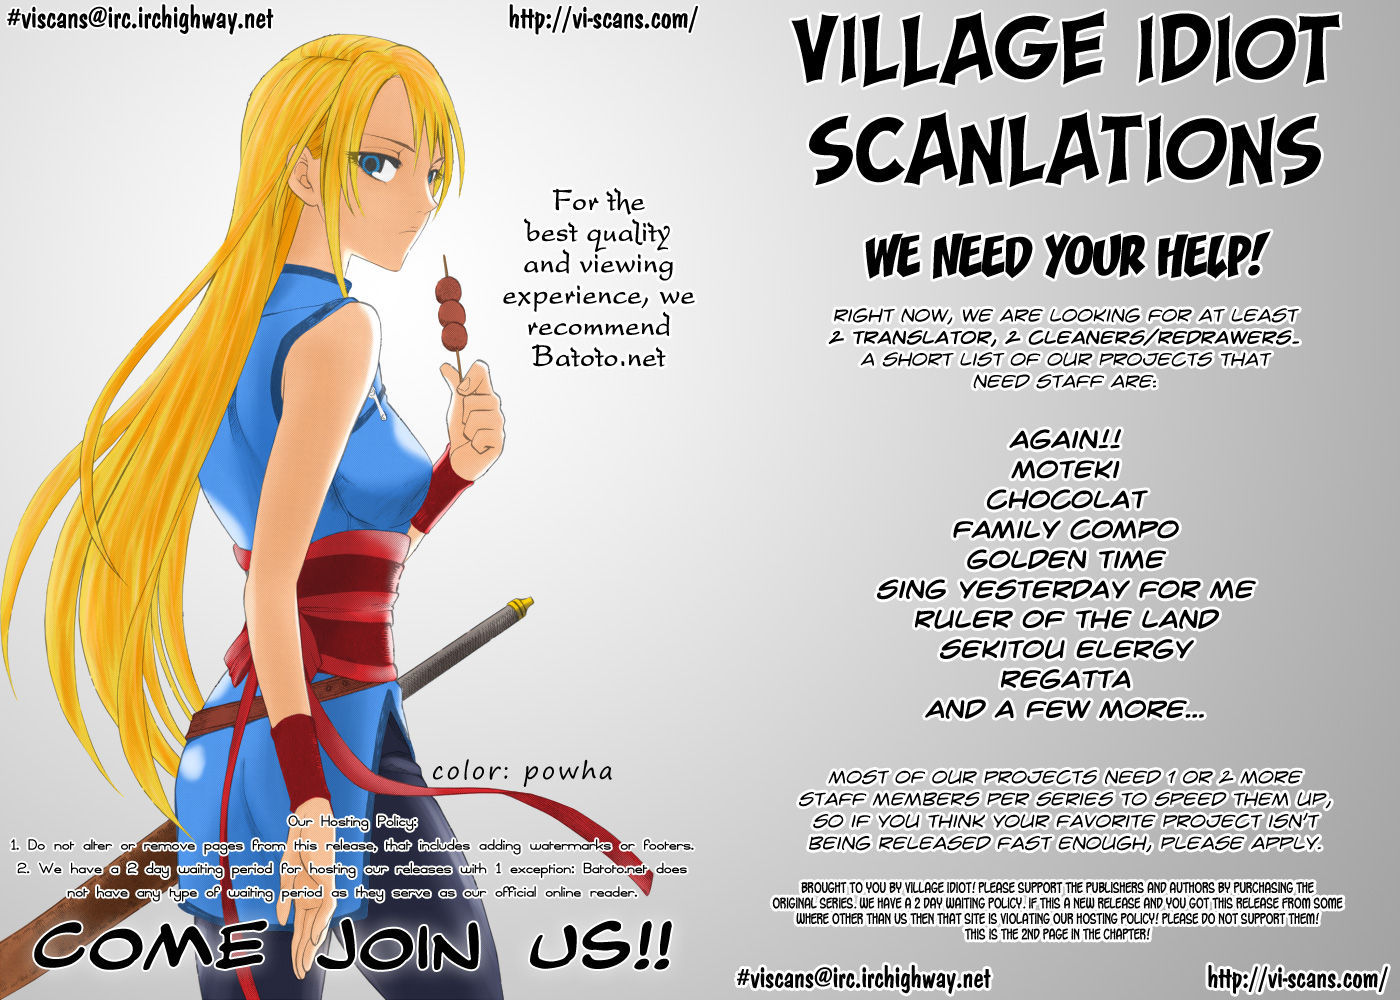 #viscans@irc.irchighway.net
http://vi-scans.com/
For the
best quality
and viewing
experience, we
recommend
Batoto.net
color: powha
Our Hosting Policy:
1. Do not alter or remove pages from this release, that includes adding watermarks or footers.
2. We have a 2 day waiting period for hosting our releases with 1 exception: Batoto.net does
not have any type of waiting period as they serve as our official online reader.
COME JOIN US!!
VILLAGE IDIOT
SCANLATIONS
WE NEED YOUR HELP!
RIGHT NOW, WE ARE LOOKING FOR AT LEAST
2 TRANSLATOR, 2 CLEANERS/REDRAWERS.
A SHORT LIST OF OUR PROJECTS THAT
NEED STAFF ARE:
AGAIN!!
MOTEKI
CHOCOLAT
FAMILY COMPO
GOLDEN TIME
SING YESTERDAY FOR ME
RULER OF THE LAND
SEKITOU ELERGY
REGATTA
AND A FEW MORE...
MOST OF OUR PROJECTS NEED 1 OR 2 MORE
STAFF MEMBERS PER SERIES TO SPEED THEM UP,
SO IF YOU THINK YOUR FAVORITE PROJECT ISN'T
BEING RELEASED FAST ENOUGH, PLEASE APPLY.
BROUGHT TO YOU BY VILLAGE IDIOT! PLEASE SUPPORT THE PUBLISHERS AND AUTHORS BY PURCHASING THE
ORIGINAL SERIES. WE HAVE A 2 DAY WAITING POLICY. IF THIS A NEW RELEASE AND YOU GOT THIS RELEASE FROM SOME
WHERE OTHER THAN US THEN THAT SITE IS VIOLATING OUR HOSTING POLICY! PLEASE DO NOT SUPPORT THEM!
THIS IS THE 2ND PAGE IN THE CHAPTER!
#viscans@irc.irchighway.net
http://vi-scans.com/